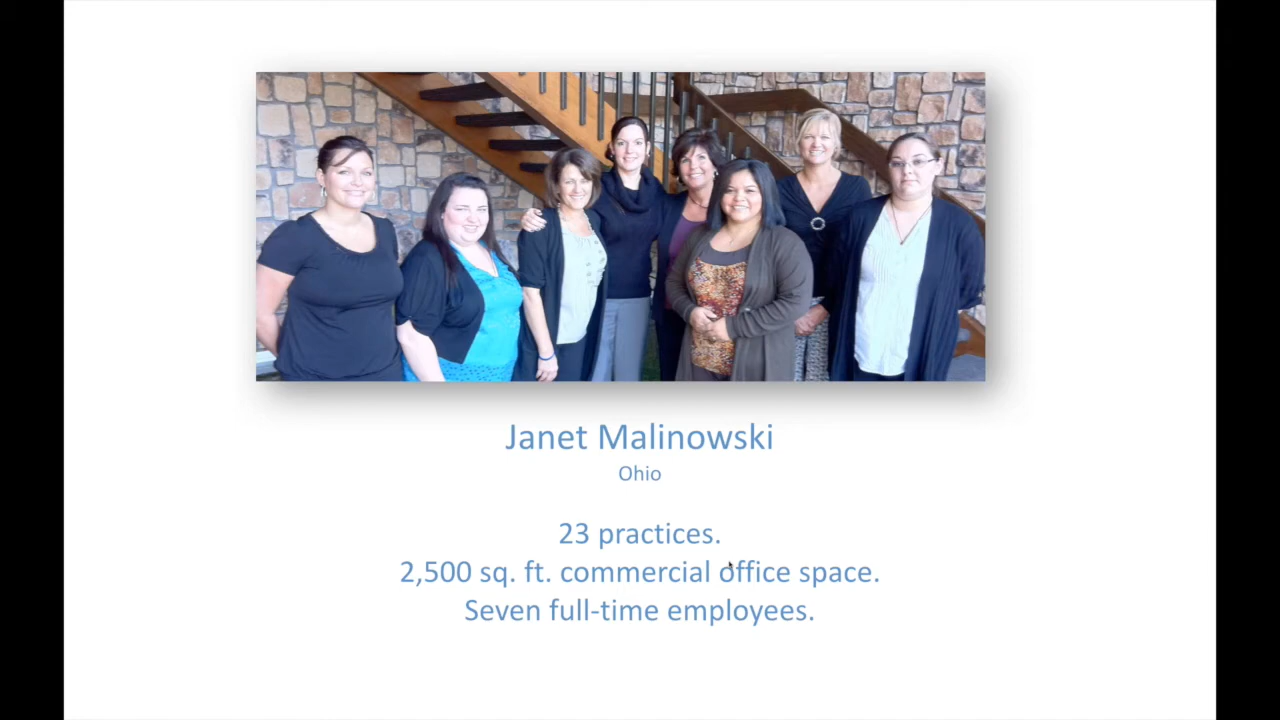 Janet Malinowski
Ohio
23 practices.
2,500 sq. ft. commercial office space.
Seven full-time employees.